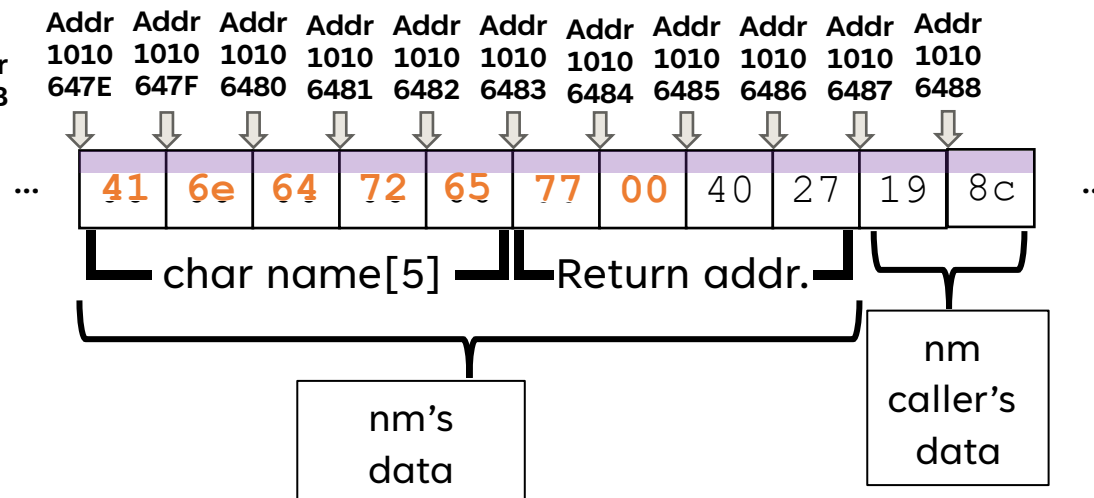 Addr Addr Addr Addr Addr Addr Addr Addr Addr Addr Addr
1010 1010 1010 1010 1010 1010 1010 1010 1010 1010 1010
647E 647F 6480 6481 6482 6483 6484 6485 6486 6487 6488
... 41 6e 64 72 65 77 00 40 27 19 8c
char name[5] Return addr.
nm's
data
nm
caller's
data